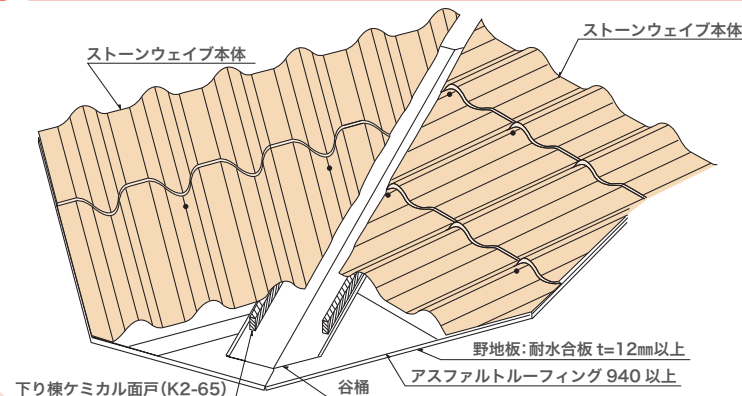 ストーンウェイブ本体
ストーンウェイブ本体
野地板:耐水合板 t=12㎜以上
アスファルトルーフィング 940 以上
下り棟ケミカル面戸(K2-65)
谷桶